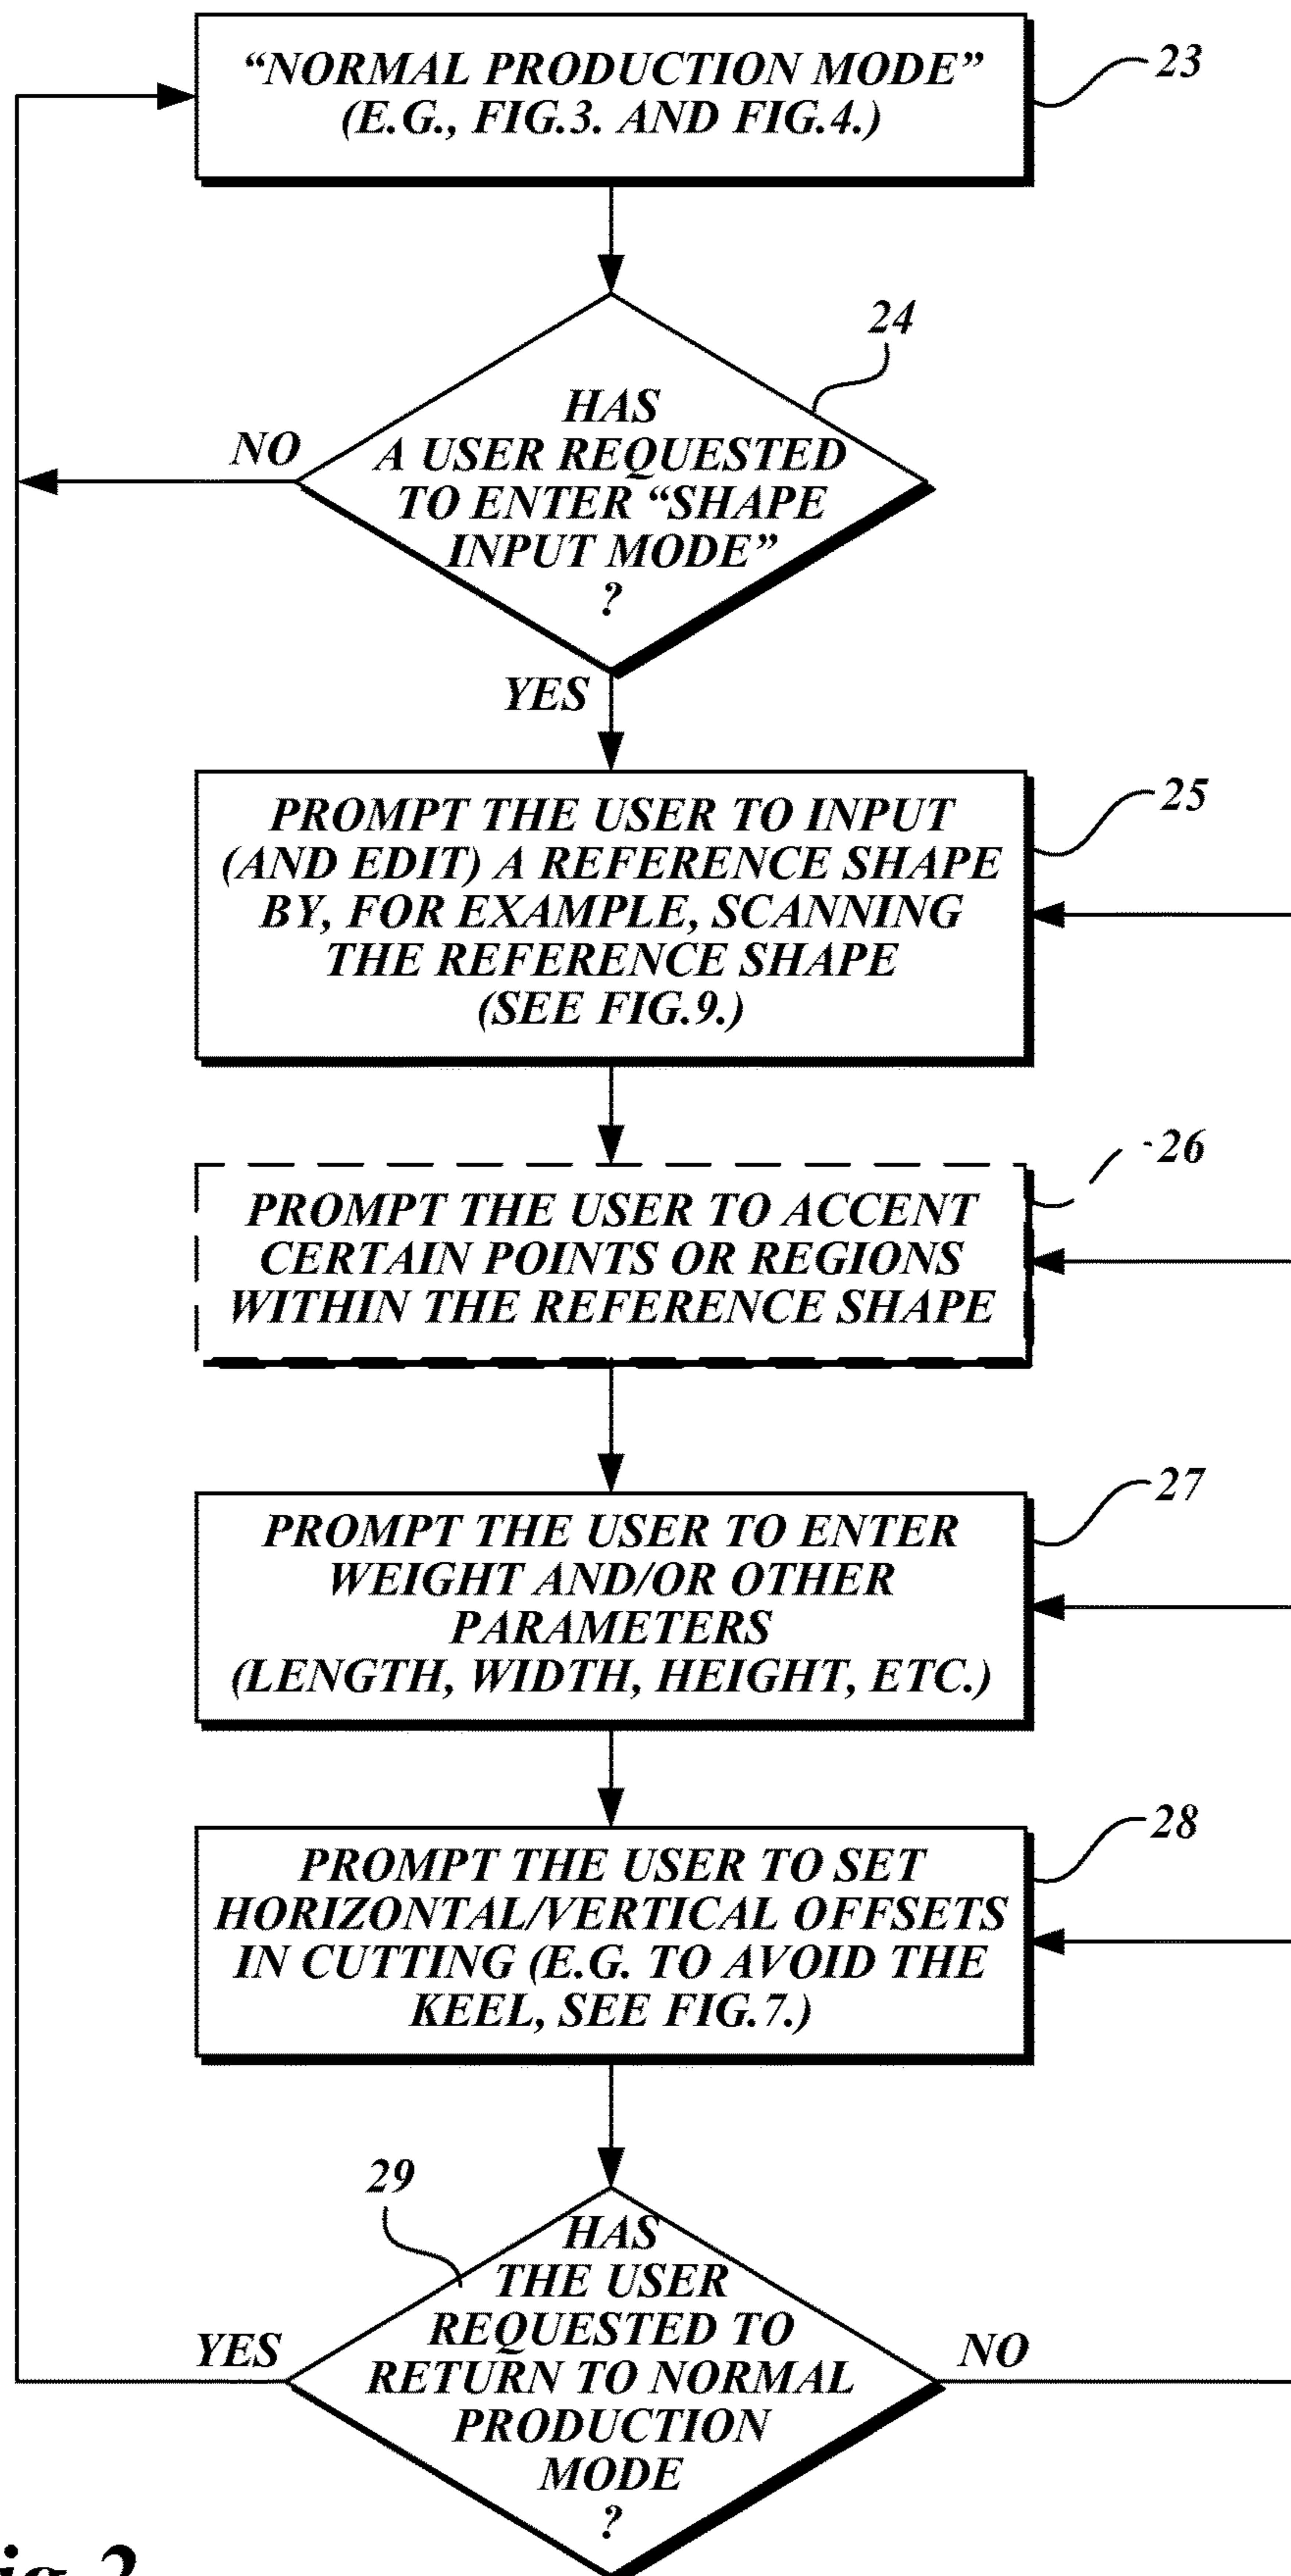 “NORMAL PRODUCTION MODE”
(E.G., FIG.3. AND FIG.4.)
23
24
HAS
A USER REQUESTED
TO ENTER “SHAPE
INPUT MODE”
?
NO
YES
PROMPT THE USER TO INPUT
(AND EDIT) A REFERENCE SHAPE
BY, FOR EXAMPLE, SCANNING
THE REFERENCE SHAPE
(SEE FIG.9.)
25
PROMPT THE USER TO ACCENT
CERTAIN POINTS OR REGIONS
WITHIN THE REFERENCE SHAPE
26
PROMPT THE USER TO ENTER
WEIGHT AND/OR OTHER
PARAMETERS
(LENGTH, WIDTH, HEIGHT, ETC.)
27
PROMPT THE USER TO SET
HORIZONTAL/VERTICAL OFFSETS
IN CUTTING (E.G. TO AVOID THE
KEEL, SEE FIG.7.)
28
29
HAS
THE USER
REQUESTED TO
RETURN TO NORMAL
PRODUCTION
MODE
?
YES
NO